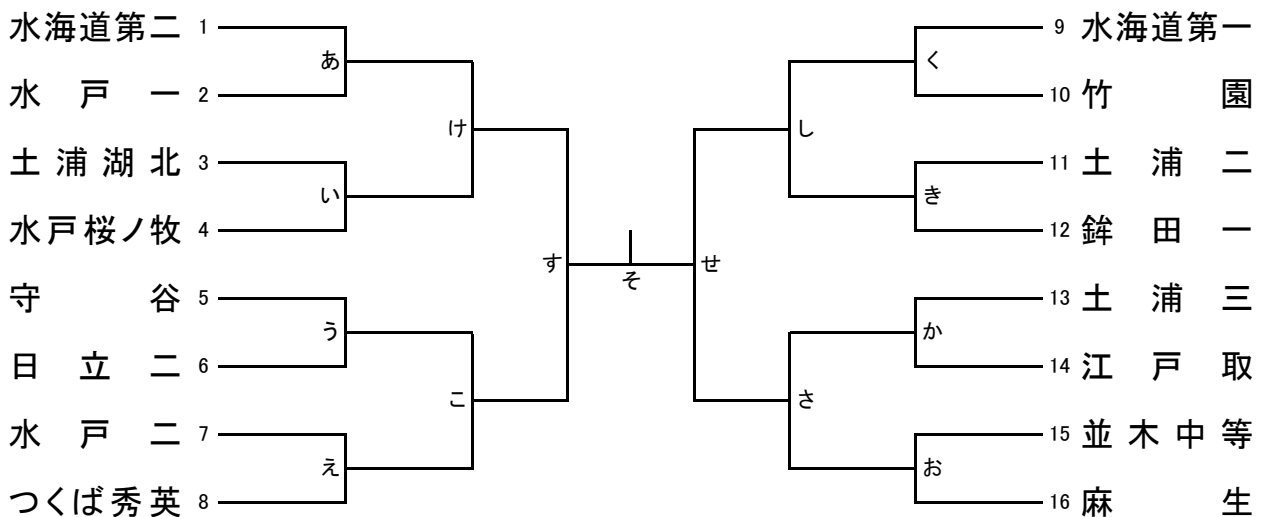 水海道第二 1
あ
水戸一 2
け
土浦湖北 3
い
水戸桜ノ牧 4
す
守谷 5
う
日立二 6
こ
水戸二 7
え
つくば秀英 8
そ
9 水海道第一
く
10 竹園
し
11 土浦二
き
12 鉾田一
せ
13 土浦三
か
14 江戸取
さ
15 並木中等
お
16 麻生